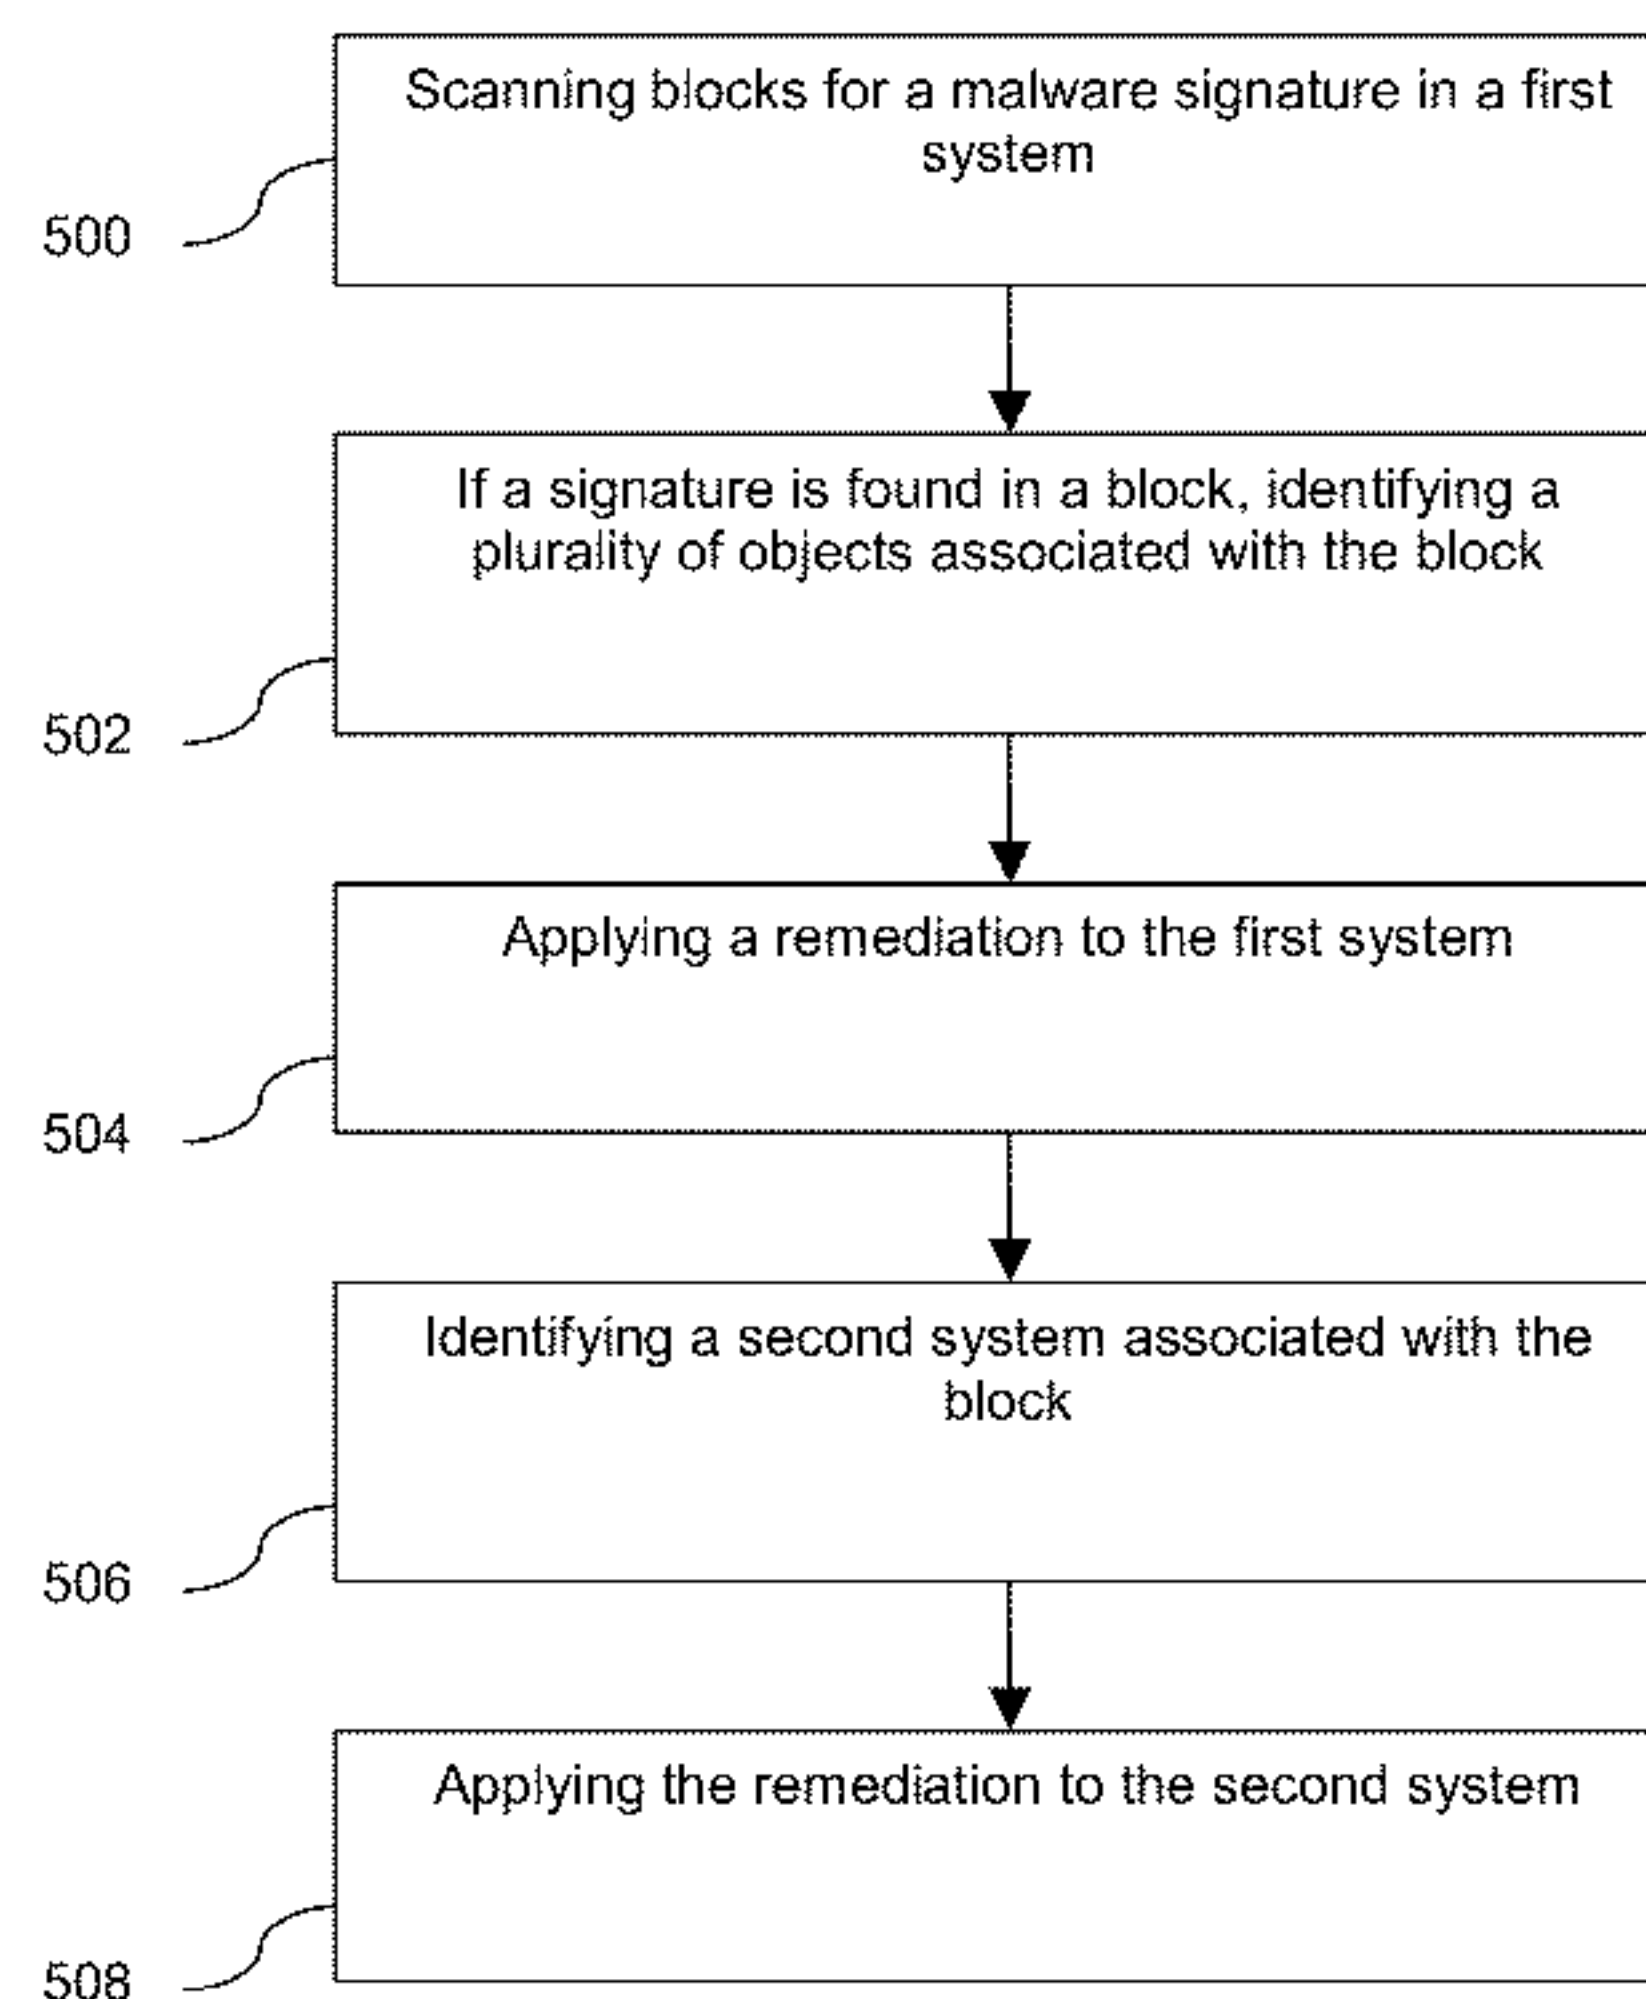 Scanning blocks for a malware signature in a first
system
500
If a signature is found in a block, identifying a
plurality of objects associated with the block
502
Applying a remediation to the first system
504
Identifying a second system associated with the
block
506
Applying the remediation to the second system
508